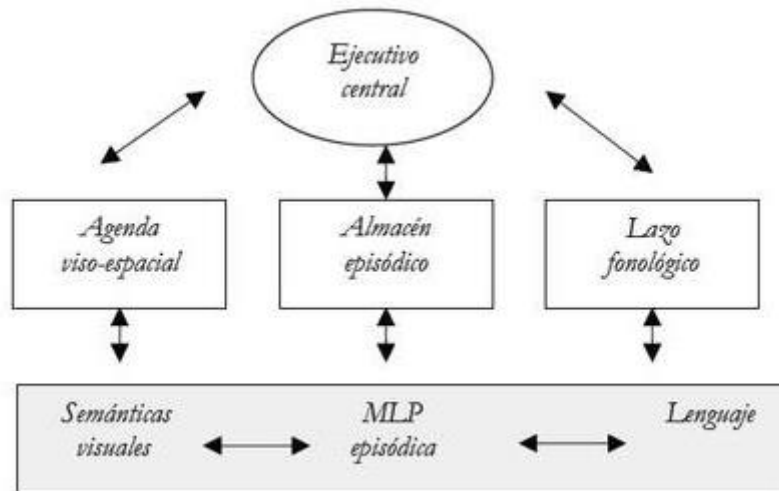 Ejecutivo
central
Agenda
viso-espacial
Almacén
episódico
Lazo
fonológico
Semánticas
visuales
MLP
episódica
Lenguaje